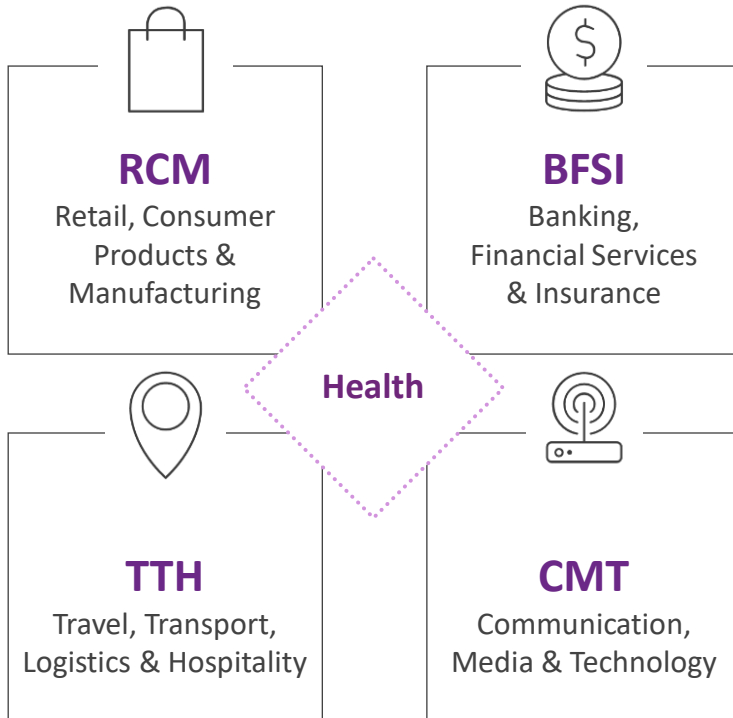 RCM
Retail, Consumer
Products &
Manufacturing
BFSI
Banking,
Financial Services
& Insurance
Health
TTH
Travel, Transport,
Logistics & Hospitality
CMT
Communication,
Media & Technology